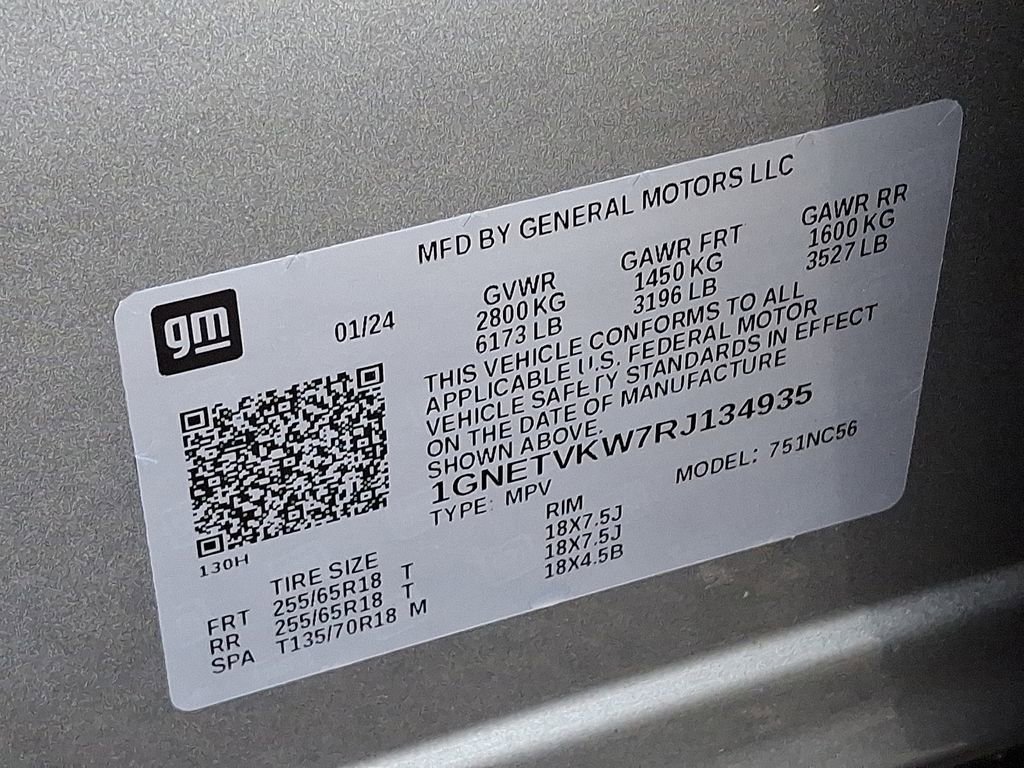 MFD BY GENERAL MOTORS LLC
gm
01/24
GVWR
2800 KG
6173 LB
GAWR FRT
1450 KG
3196 LB
GAWR RR
1600 KG
3527 LB
THIS VEHICLE CONFORMS TO ALL
APPLICABLE U.S. FEDERAL MOTOR
VEHICLE SAFETY STANDARDS IN EFFECT
ON THE DATE OF MANUFACTURE
SHOWN ABOVE.
1GNETVKW7RJ134935
TYPE: MPV
MODEL: 751NC56
130H
TIRE SIZE
RIM
FRT 255/65R18 T 18X7.5J
RR 255/65R18 T 18X7.5J
SPA T135/70R18 M 18X4.5B